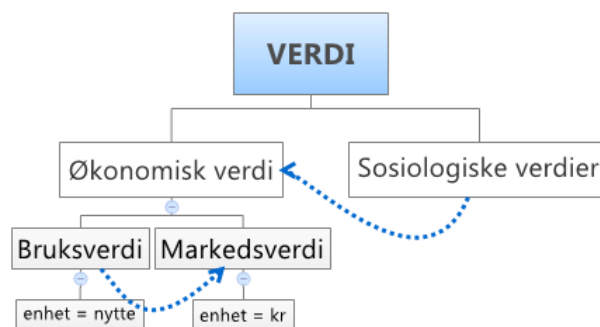 VERDI
Økonomisk verdi
Sosiologiske verdier
Bruksverdi
Markedsverdi
enhet = nytte
enhet = kr